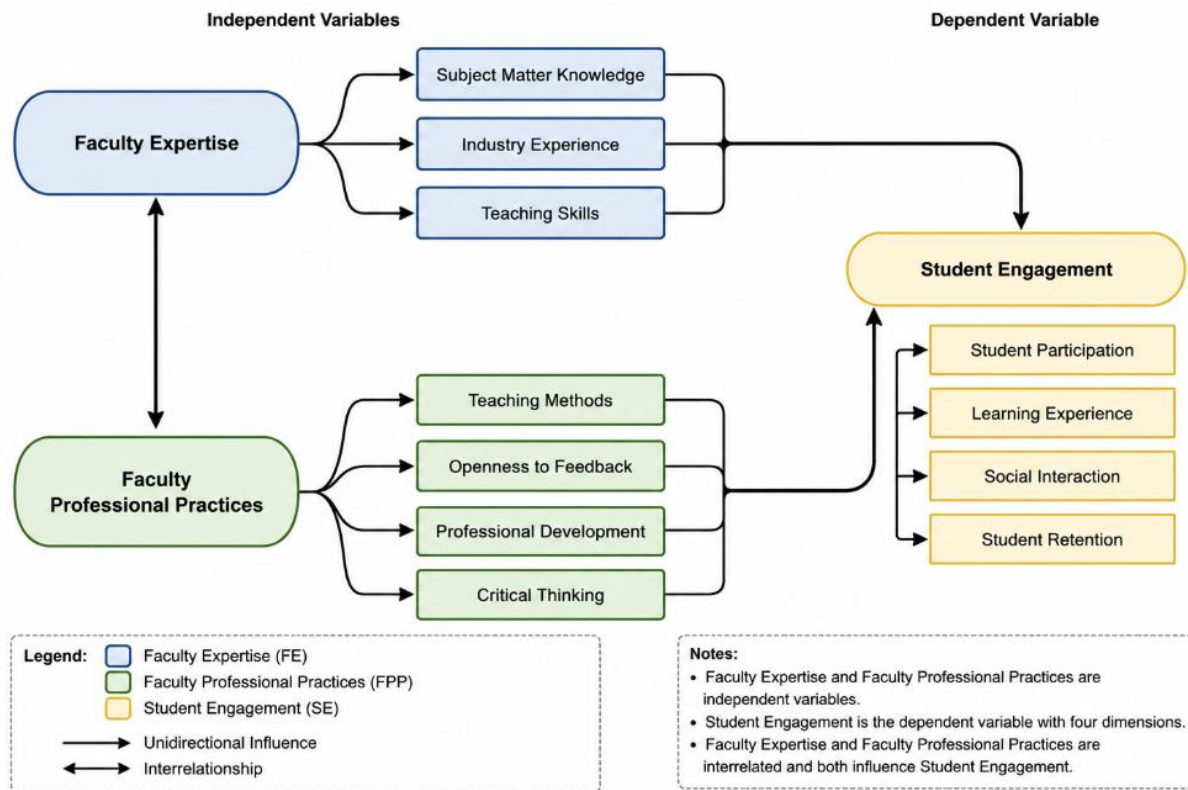 Independent Variables
Dependent Variable
Faculty Expertise
Subject Matter Knowledge
Industry Experience
Teaching Skills
Student Engagement
Student Participation
Learning Experience
Social Interaction
Student Retention
Faculty
Professional Practices
Teaching Methods
Openness to Feedback
Professional Development
Critical Thinking
Legend:
Faculty Expertise (FE)
Faculty Professional Practices (FPP)
Student Engagement (SE)
Unidirectional Influence
Interrelationship
Notes:
• Faculty Expertise and Faculty Professional Practices are
independent variables.
• Student Engagement is the dependent variable with four dimensions.
• Faculty Expertise and Faculty Professional Practices are
interrelated and both influence Student Engagement.